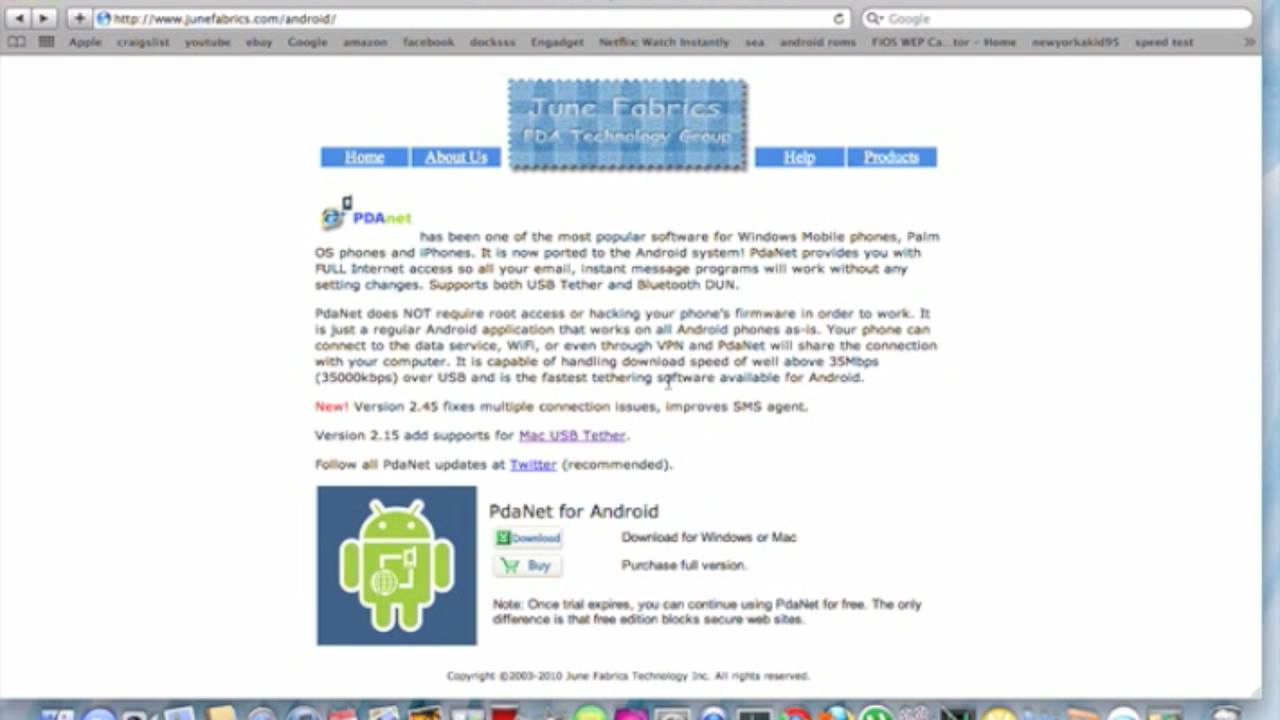 http://www.junefabrics.com/android/
Google
Apple craigslist youtube ebay Google amazon facebook docksss Engadget Netflix: Watch Instantly sea android roms FiOS WEP Ca...tor – Home newyorkakid95 speed test
June Fabrics
PDA Technology Group
Home About Us Help Products
PDAnet
has been one of the most popular software for Windows Mobile phones, Palm
OS phones and iPhones. It is now ported to the Android system! PdaNet provides you with
FULL Internet access so all your email, instant message programs will work without any
setting changes. Supports both USB Tether and Bluetooth DUN.
PdaNet does NOT require root access or hacking your phone's firmware in order to work. It
is just a regular Android application that works on all Android phones as-is. Your phone can
connect to the data service, WiFi, or even through VPN and PdaNet will share the connection
with your computer. It is capable of handling download speed of well above 35Mbps
(35000kbps) over USB and is the fastest tethering software available for Android.
New! Version 2.45 fixes multiple connection issues, improves SMS agent.
Version 2.15 add supports for Mac USB Tether.
Follow all PdaNet updates at Twitter (recommended).
PdaNet for Android
Download Download for Windows or Mac
Buy Purchase full version.
Note: Once trial expires, you can continue using PdaNet for free. The only
difference is that free edition blocks secure web sites.
Copyright ©2003-2010 June Fabrics Technology Inc. All rights reserved.